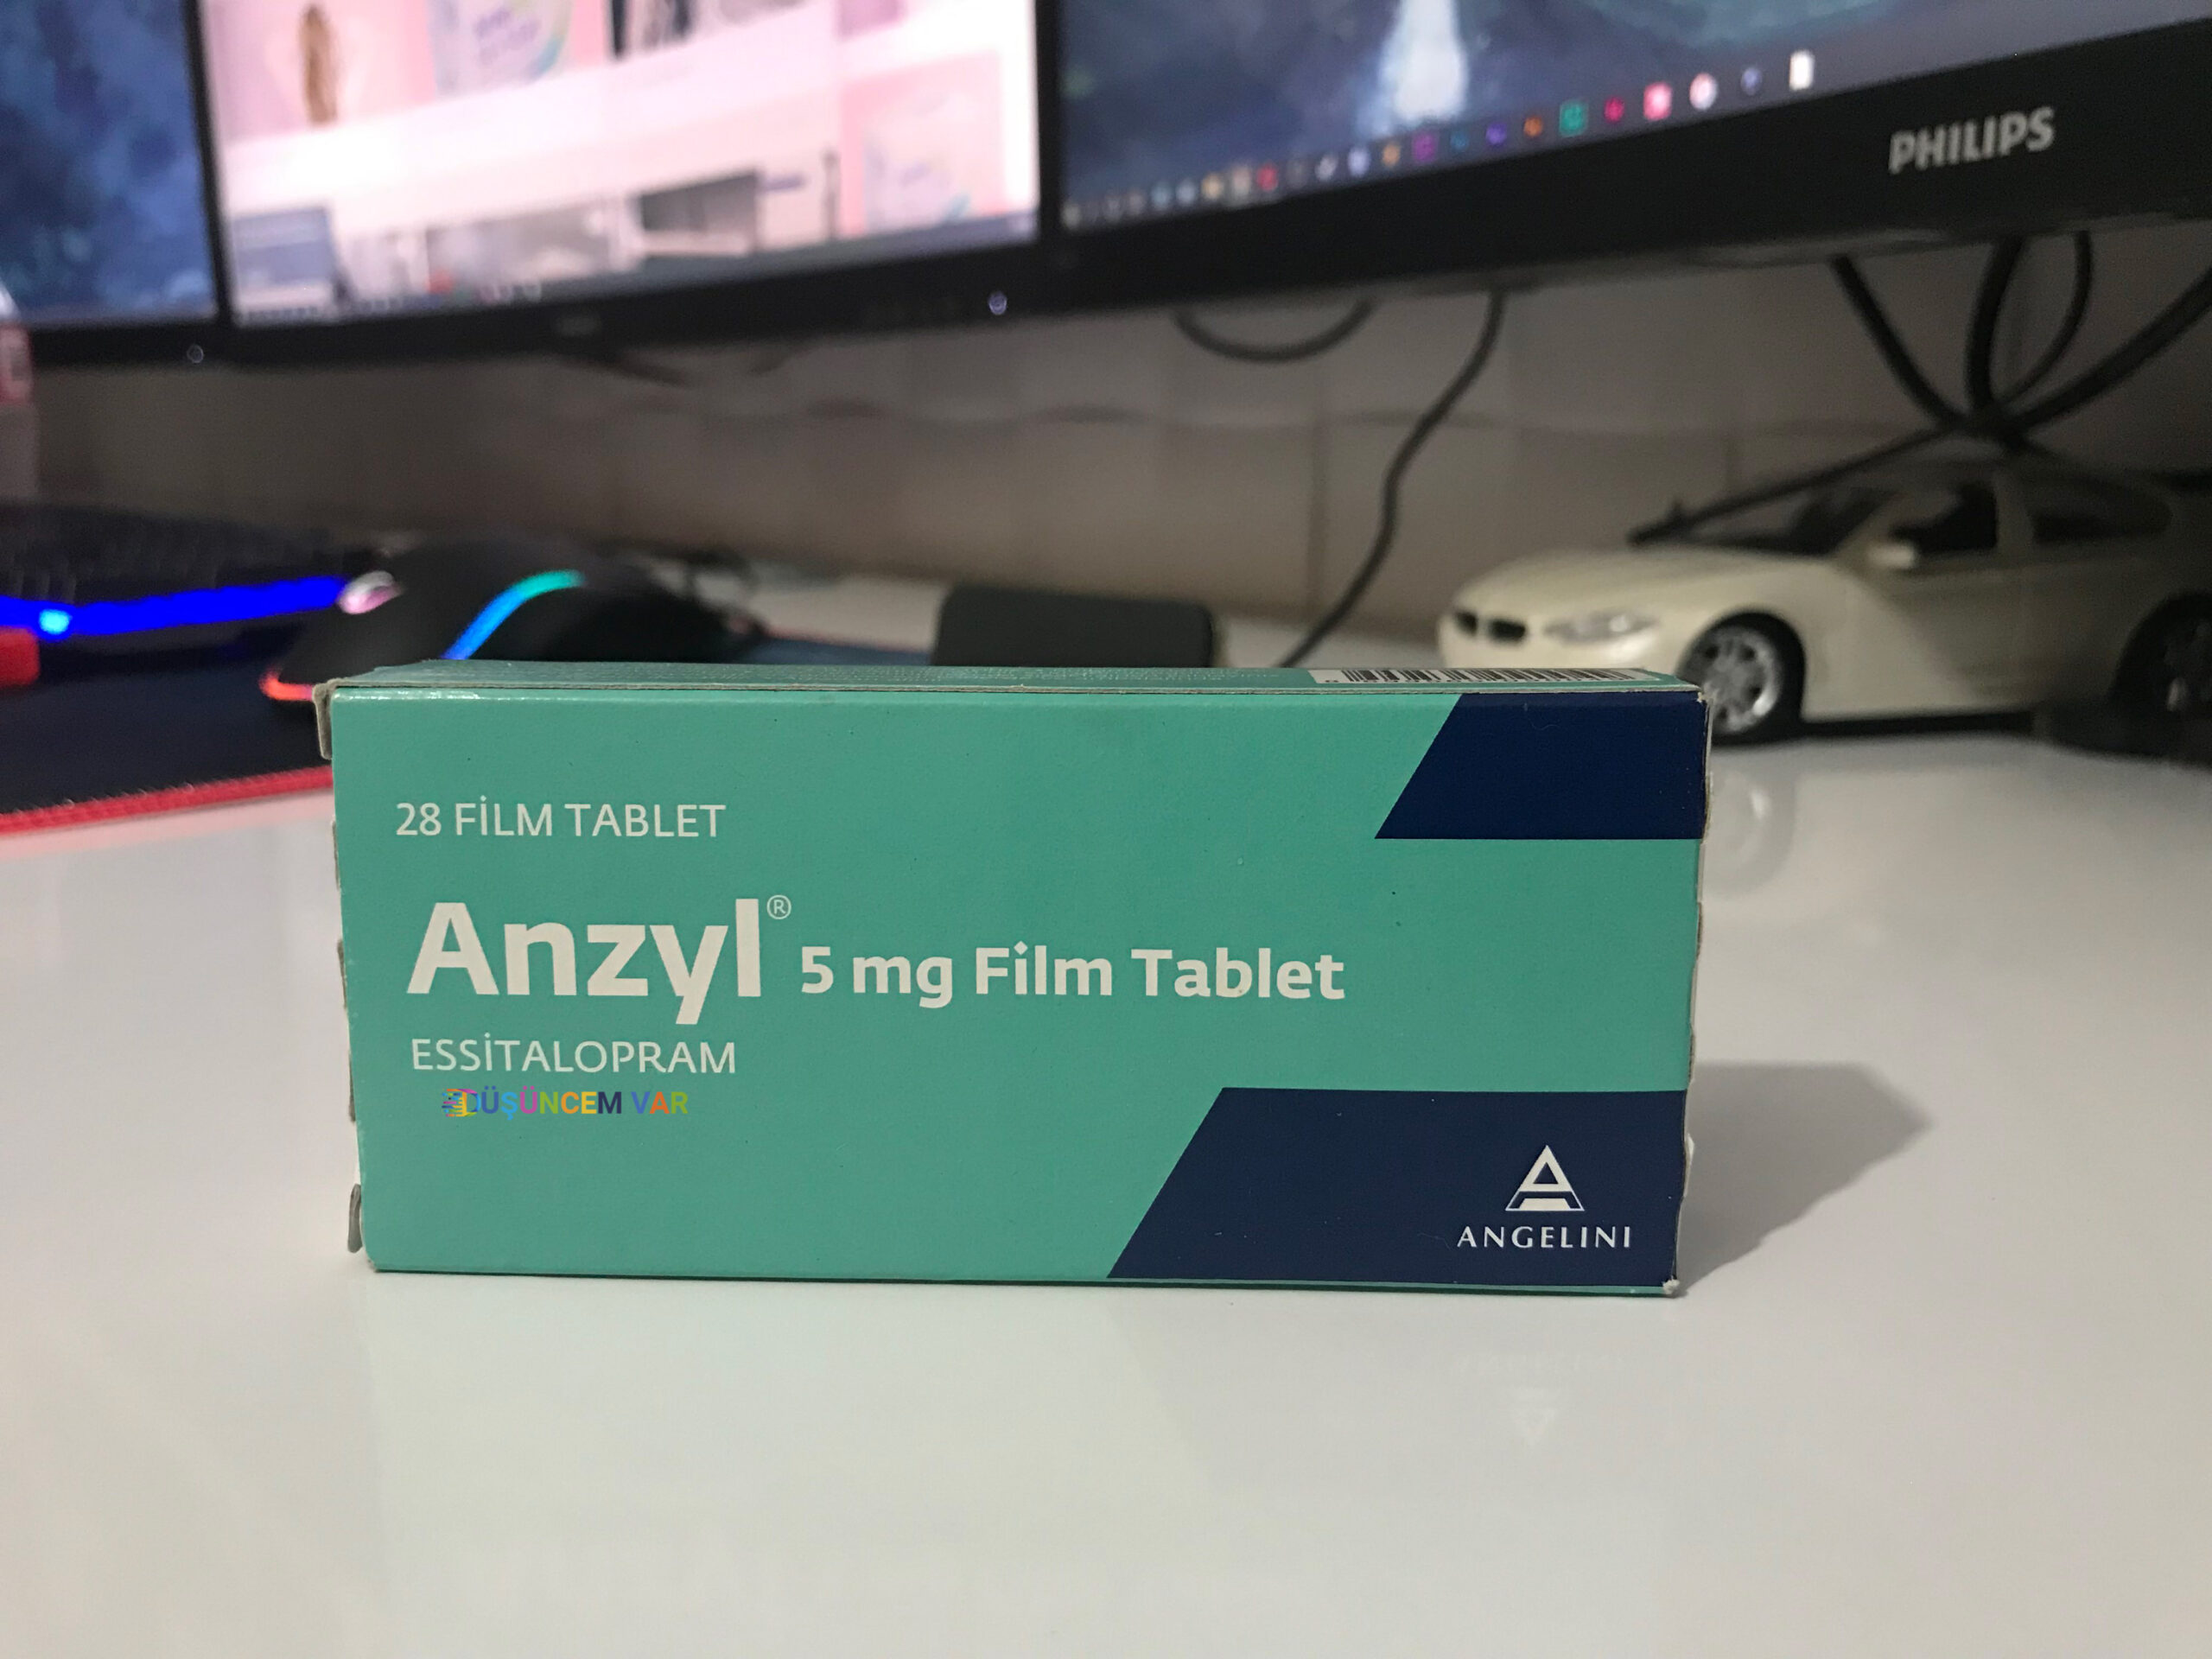 PHILIPS
28 FİLM TABLET
Anzyl® 5 mg Film Tablet
ESSİTALOPRAM
DÜŞÜNCEM VAR
ANGELINI